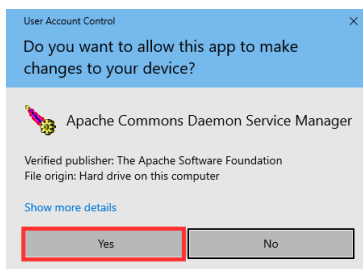 User Account Control
Do you want to allow this app to make
changes to your device?
Apache Commons Daemon Service Manager
Verified publisher: The Apache Software Foundation
File origin: Hard drive on this computer
Show more details
Yes
No